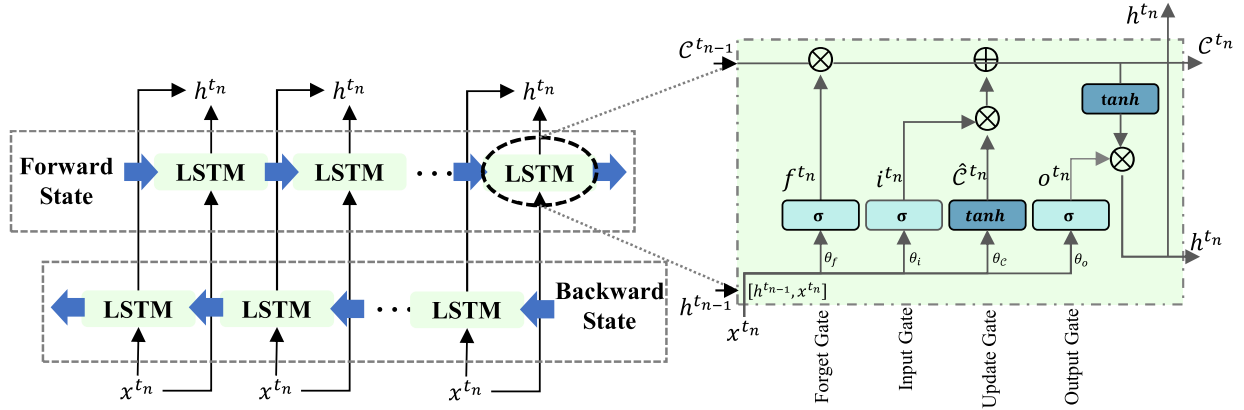 h^{t_n} h^{t_n} h^{t_n}
Forward
State
LSTM LSTM ··· LSTM
LSTM LSTM ··· LSTM
Backward
State
x^{t_n} x^{t_n} x^{t_n}
h^{t_n}
C^{t_{n-1}} C^{t_n}
tanh
f^{t_n} i^{t_n} Ĉ^{t_n} o^{t_n}
σ σ tanh σ
θ_f θ_i θ_C θ_o
h^{t_n}
[h^{t_{n-1}}, x^{t_n}]
h^{t_{n-1}}
x^{t_n}
Forget Gate
Input Gate
Update Gate
Output Gate